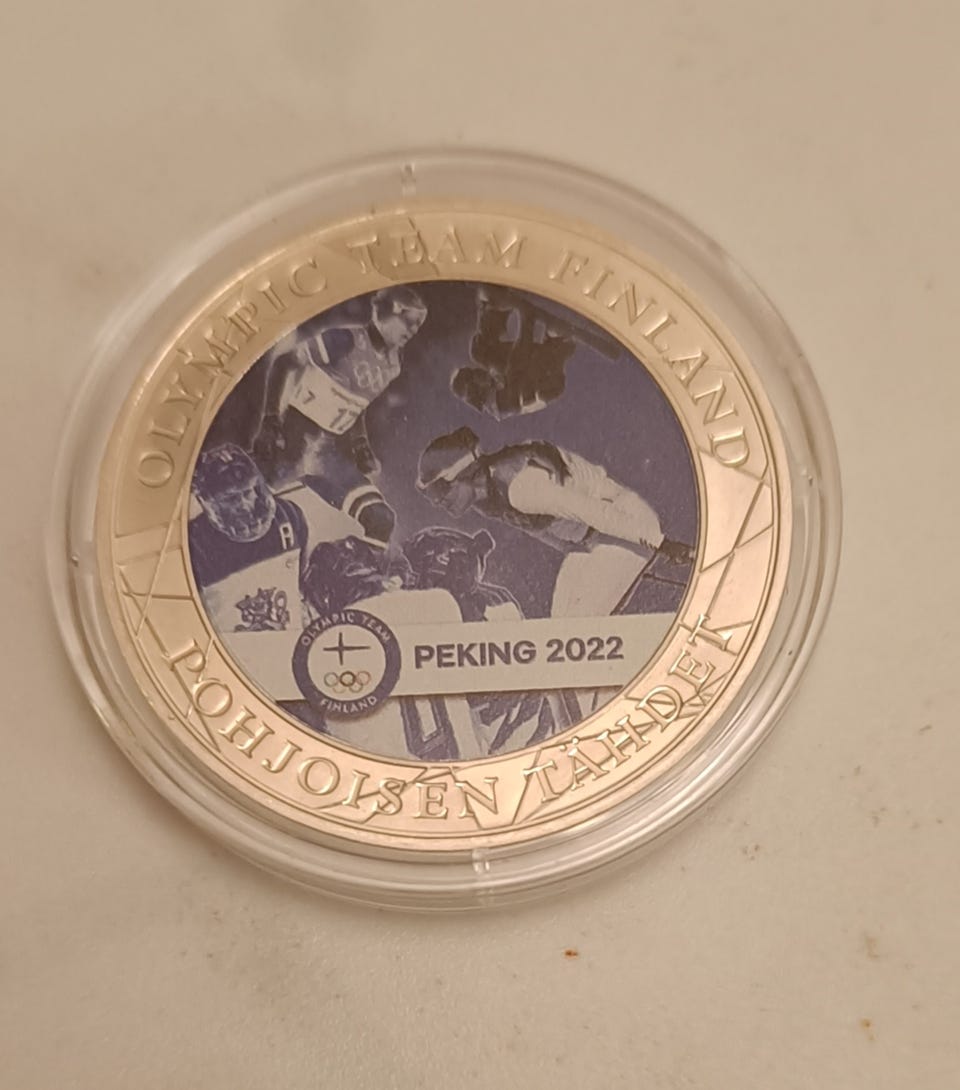 OLYMPIC TEAM FINLAND
A
OLYMPIC TEAM
FINLAND
PEKING 2022
POHJOISEN TÄHDET